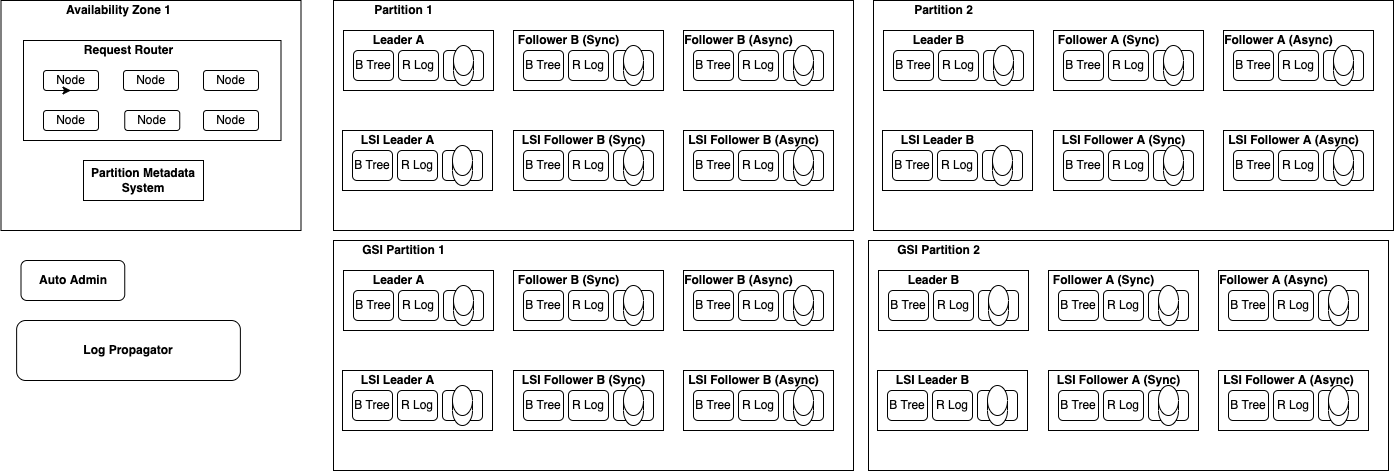 Availability Zone 1
Request Router
Node
Node
Node
Node
Node
Node
Partition Metadata
System
Auto Admin
Log Propagator
Partition 1
Leader A
B Tree
R Log
Follower B (Sync)
B Tree
R Log
Follower B (Async)
B Tree
R Log
LSI Leader A
B Tree
R Log
LSI Follower B (Sync)
B Tree
R Log
LSI Follower B (Async)
B Tree
R Log
Partition 2
Leader B
B Tree
R Log
Follower A (Sync)
B Tree
R Log
Follower A (Async)
B Tree
R Log
LSI Leader B
B Tree
R Log
LSI Follower A (Sync)
B Tree
R Log
LSI Follower A (Async)
B Tree
R Log
GSI Partition 1
Leader A
B Tree
R Log
Follower B (Sync)
B Tree
R Log
Follower B (Async)
B Tree
R Log
LSI Leader A
B Tree
R Log
LSI Follower B (Sync)
B Tree
R Log
LSI Follower B (Async)
B Tree
R Log
GSI Partition 2
Leader B
B Tree
R Log
Follower A (Sync)
B Tree
R Log
Follower A (Async)
B Tree
R Log
LSI Leader B
B Tree
R Log
LSI Follower A (Sync)
B Tree
R Log
LSI Follower A (Async)
B Tree
R Log